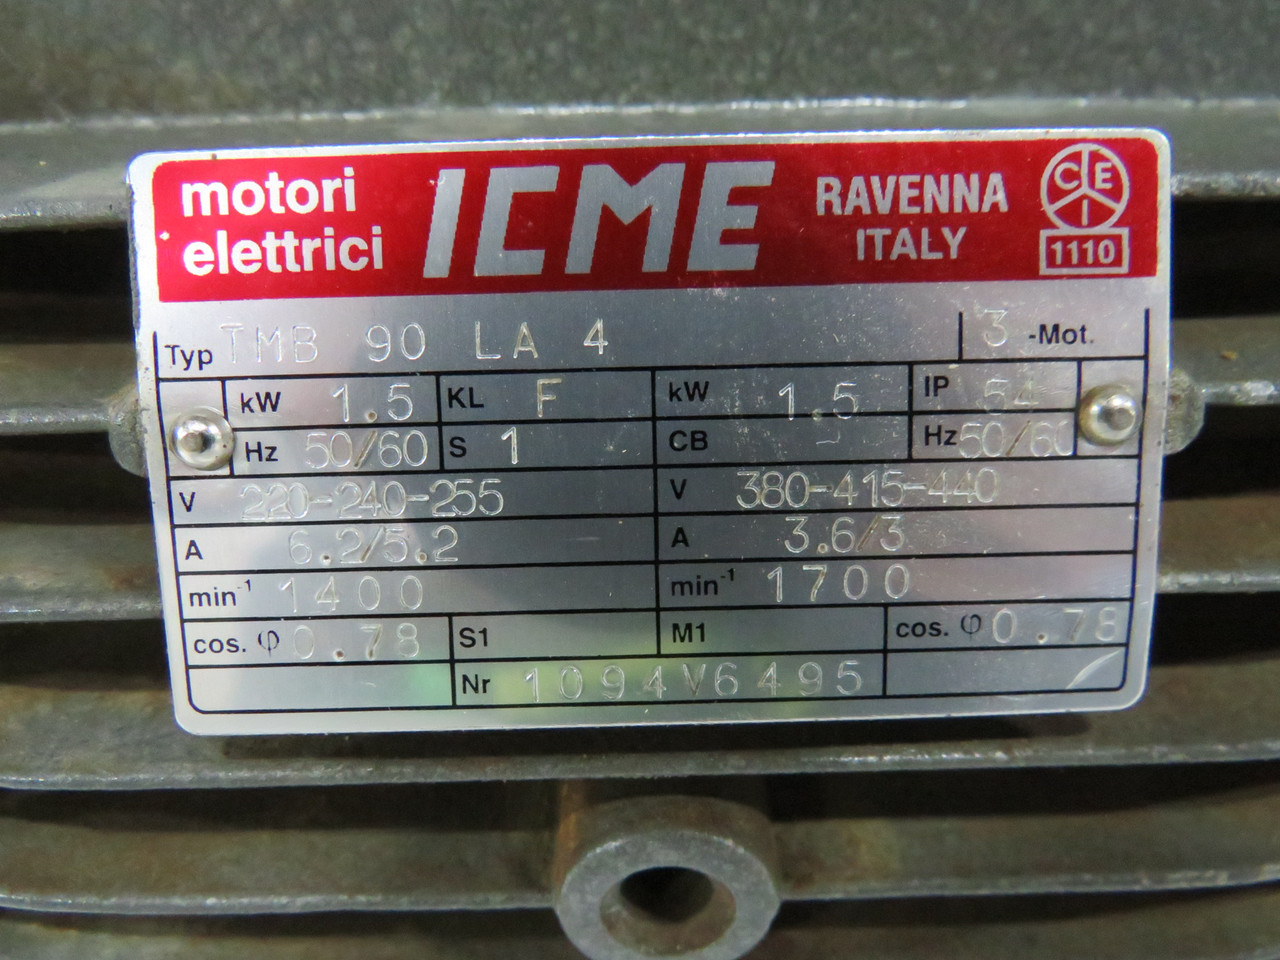 motori elettrici ICME RAVENNA ITALY CEI 1110
Typ TMB 90 LA 4 3 -Mot.
kW 1.5 KL F kW 1.5 IP 54
Hz 50/60 S 1 CB - Hz 50/60
V 220-240-255 V 380-415-440
A 6.2/5.2 A 3.6/3
min⁻¹ 1400 min⁻¹ 1700
cos. φ 0.78 S1 M1 cos. φ 0.78
Nr 1094V6495